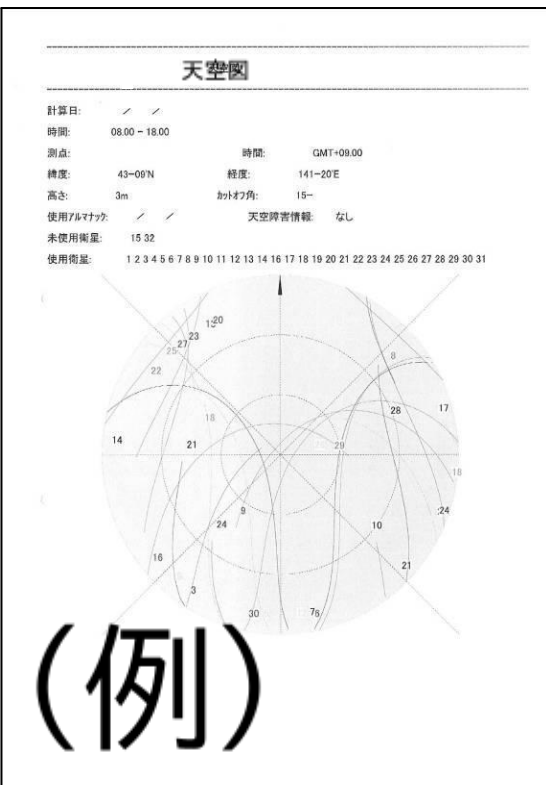 天空図
計算日: ／ ／
時間: 08.00 － 18.00
測点: 時間: GMT+09.00
緯度: 43－09'N 経度: 141－20'E
高さ: 3m カットオフ角: 15－
使用アルマナック: ／ ／ 天空障害情報: なし
未使用衛星: 15 32
使用衛星: 1 2 3 4 5 6 7 8 9 10 11 12 13 14 16 17 18 19 20 21 22 23 24 25 26 27 28 29 30 31
20
23
27
25
8
22
18
28
17
14
21
29
18
9
24
24
10
16
21
3
30
（例）